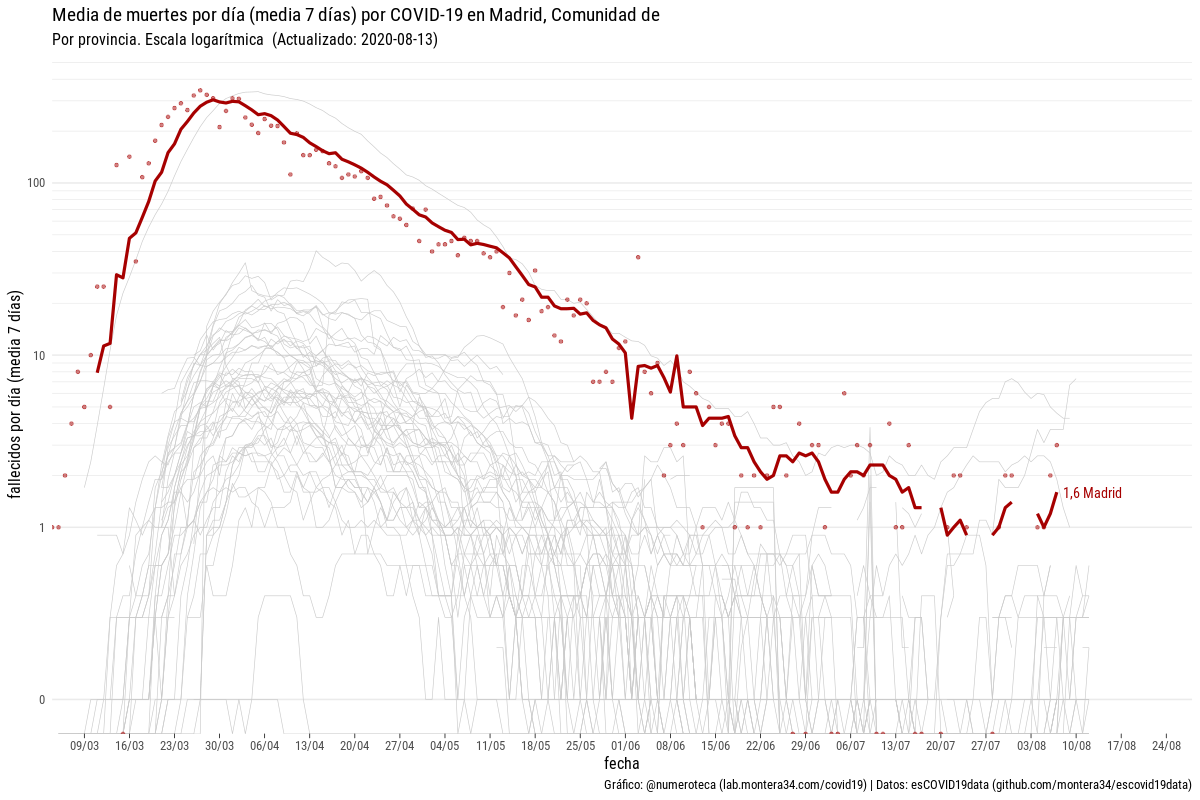 Media de muertes por día (media 7 días) por COVID-19 en Madrid, Comunidad de
Por provincia. Escala logarítmica (Actualizado: 2020-08-13)
fallecidos por día (media 7 días)
100
10
1
0
1,6 Madrid
09/03 16/03 23/03 30/03 06/04 13/04 20/04 27/04 04/05 11/05 18/05 25/05 01/06 08/06 15/06 22/06 29/06 06/07 13/07 20/07 27/07 03/08 10/08 17/08 24/08
fecha
Gráfico: @numeroteca (lab.montera34.com/covid19) | Datos: esCOVID19data (github.com/montera34/escovid19data)